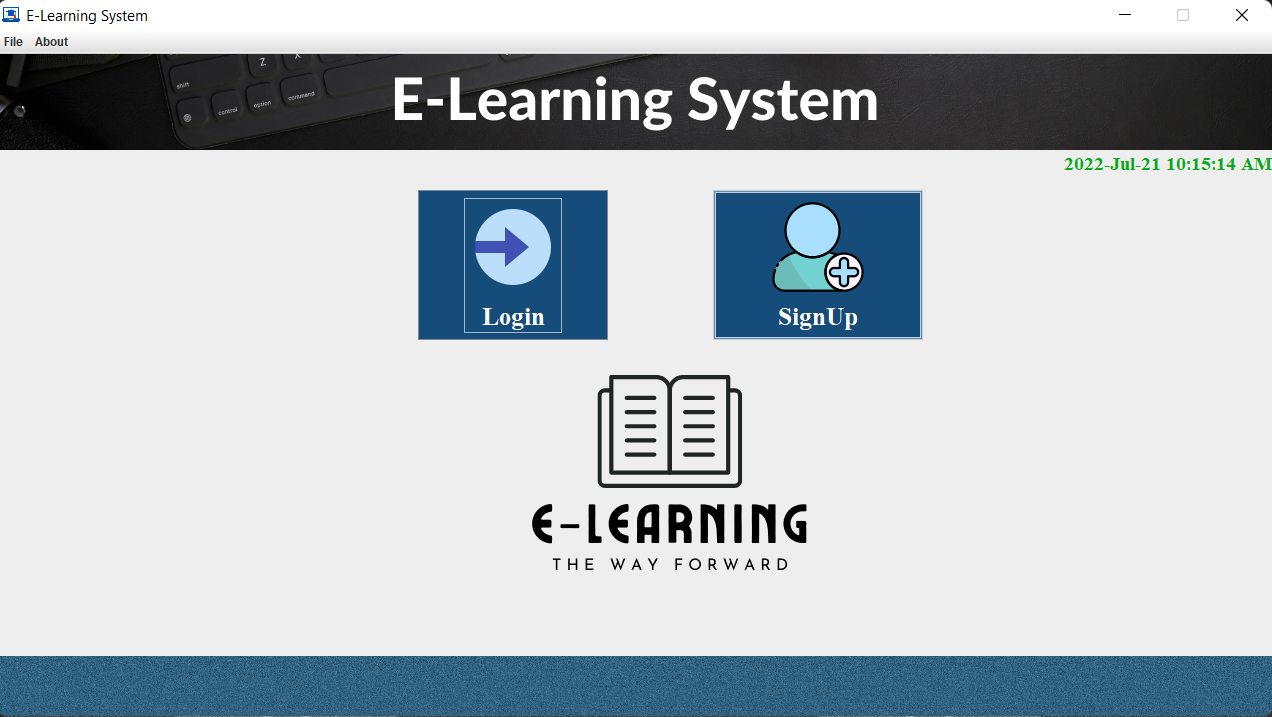 E-Learning System
File About
Z X
shift
control option command
E-Learning System
2022-Jul-21 10:15:14 AM
Login SignUp
E-LEARNING
THE WAY FORWARD